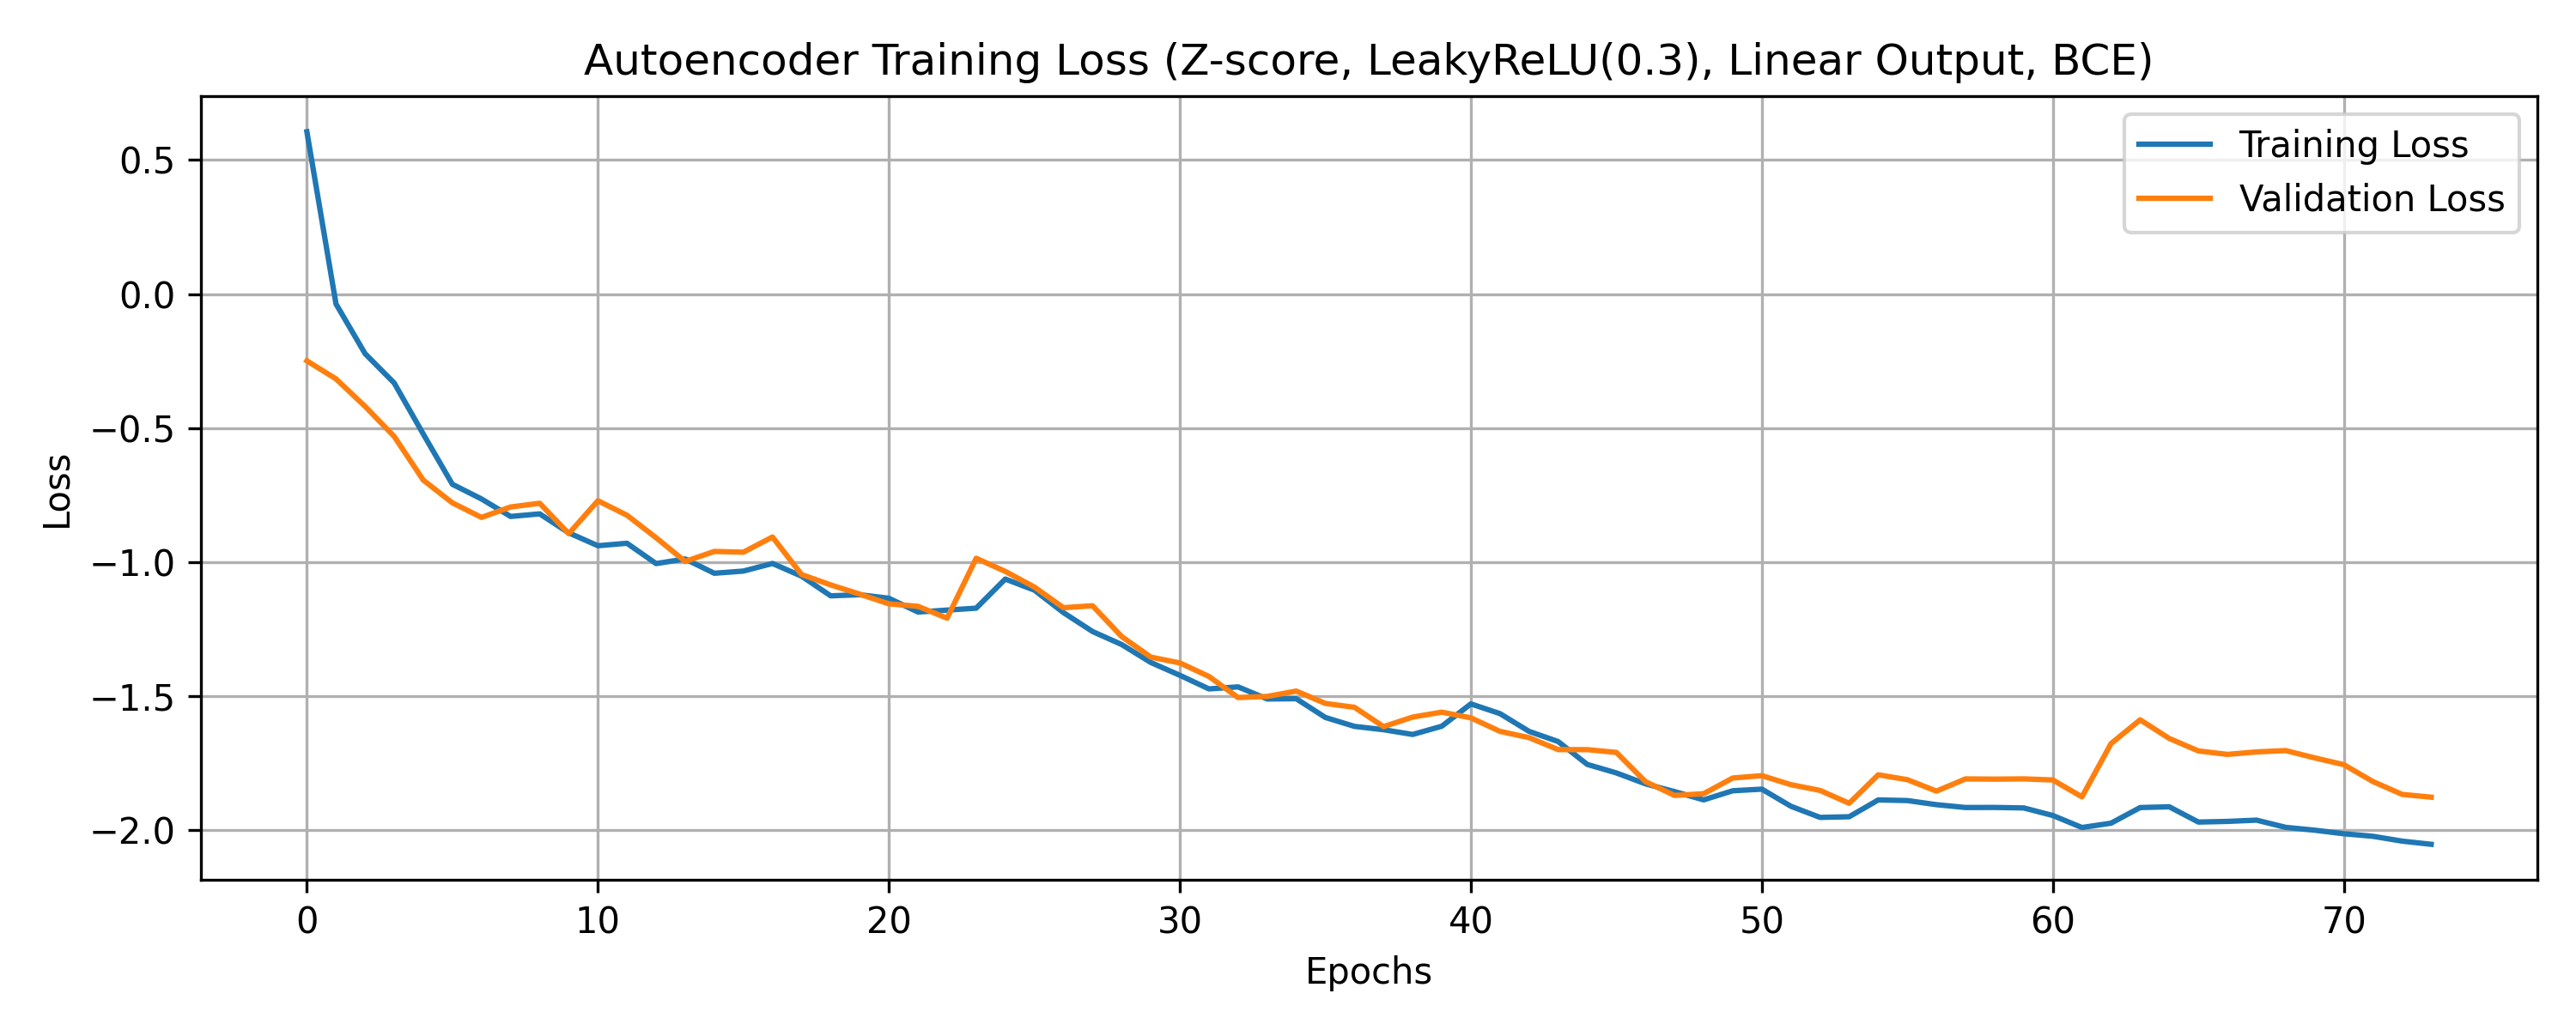 Autoencoder Training Loss (Z-score, LeakyReLU(0.3), Linear Output, BCE)
Training Loss
Validation Loss
Loss
0.5
0.0
−0.5
−1.0
−1.5
−2.0
0 10 20 30 40 50 60 70
Epochs